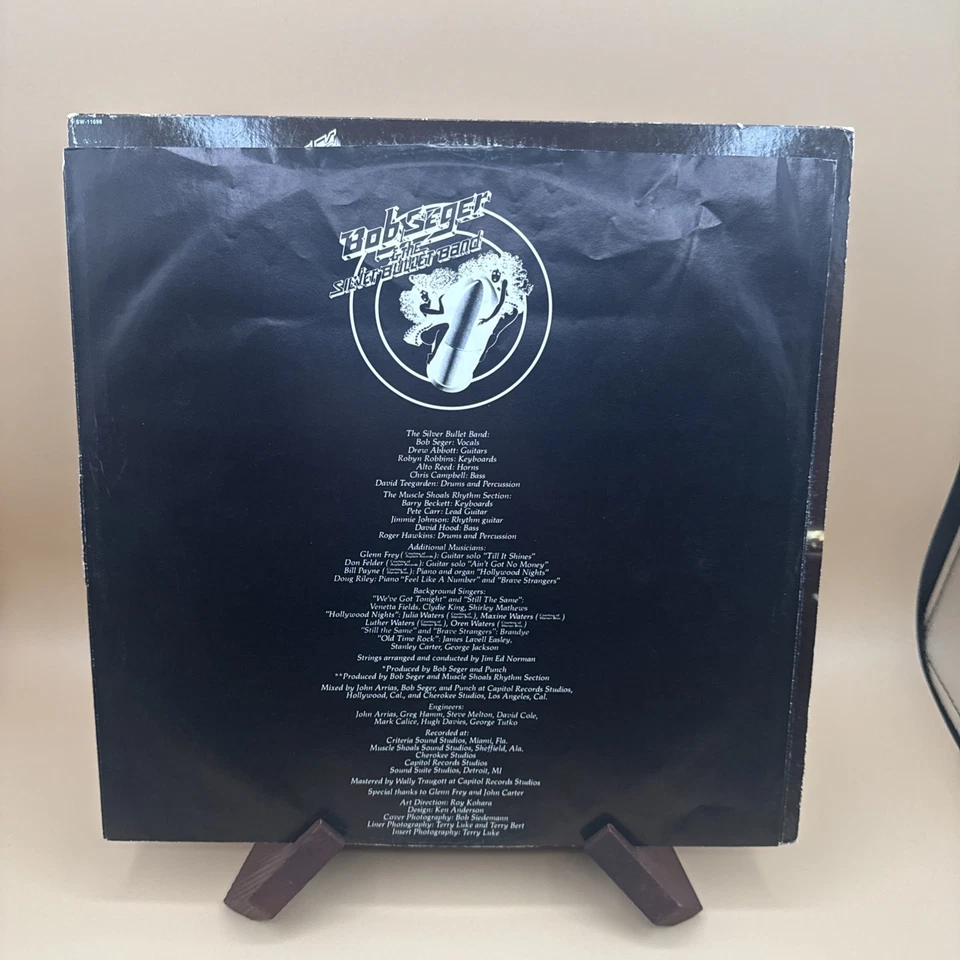 SW-11698
Bob Seger
& THE
SILVER BULLET BAND
The Silver Bullet Band:
Bob Seger: Vocals
Drew Abbott: Guitars
Robyn Robbins: Keyboards
Alto Reed: Horns
Chris Campbell: Bass
David Teegarden: Drums and Percussion
The Muscle Shoals Rhythm Section:
Barry Beckett: Keyboards
Pete Carr: Lead Guitar
Jimmie Johnson: Rhythm guitar
David Hood: Bass
Roger Hawkins: Drums and Percussion
Additional Musicians:
Glenn Frey ( ): Guitar solo "Till It Shines"
Don Felder ( ): Guitar solo "Ain't Got No Money"
Bill Payne ( ): Piano and organ "Hollywood Nights"
Doug Riley: Piano "Feel Like A Number" and "Brave Strangers"
Background Singers:
"We've Got Tonight" and "Still The Same":
Venetta Fields, Clydie King, Shirley Mathews
"Hollywood Nights": Julia Waters ( ), Maxine Waters ( )
Luther Waters ( ), Oren Waters ( )
"Still the Same" and "Brave Strangers": Brandye
"Old Time Rock": James Lavell Easley,
Stanley Carter, George Jackson
Strings arranged and conducted by Jim Ed Norman
*Produced by Bob Seger and Punch
**Produced by Bob Seger and Muscle Shoals Rhythm Section
Mixed by John Arrias, Bob Seger, and Punch at Capitol Records Studios,
Hollywood, Cal., and Cherokee Studios, Los Angeles, Cal.
Engineers:
John Arrias, Greg Hamm, Steve Melton, David Cole,
Mark Calice, Hugh Davies, George Tutko
Recorded at:
Criteria Sound Studios, Miami, Fla.
Muscle Shoals Sound Studios, Sheffield, Ala.
Cherokee Studios
Capitol Records Studios
Sound Suite Studios, Detroit, MI
Mastered by Wally Traugott at Capitol Records Studios
Special thanks to Glenn Frey and John Carter
Art Direction: Roy Kohara
Design: Ken Anderson
Cover Photography: Bob Siedemann
Liner Photography: Terry Luke and Terry Bert
Insert Photography: Terry Luke